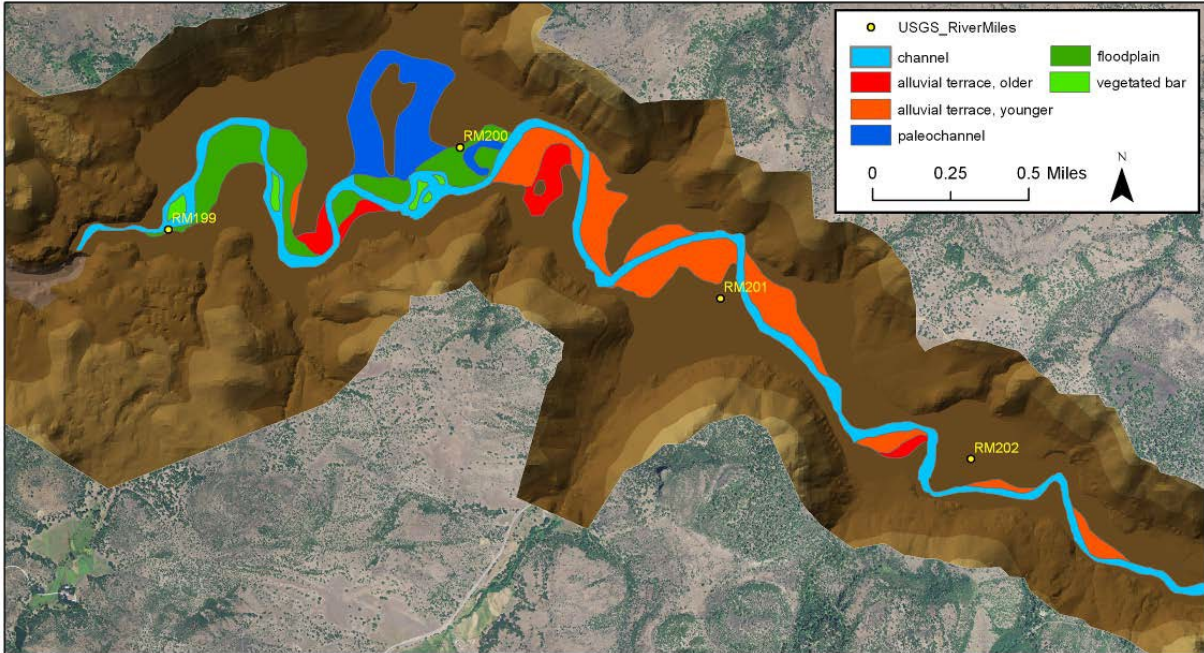 USGS_RiverMiles
channel
floodplain
alluvial terrace, older
vegetated bar
alluvial terrace, younger
paleochannel
0 0.25 0.5 Miles
N
RM200
RM199
RM201
RM202